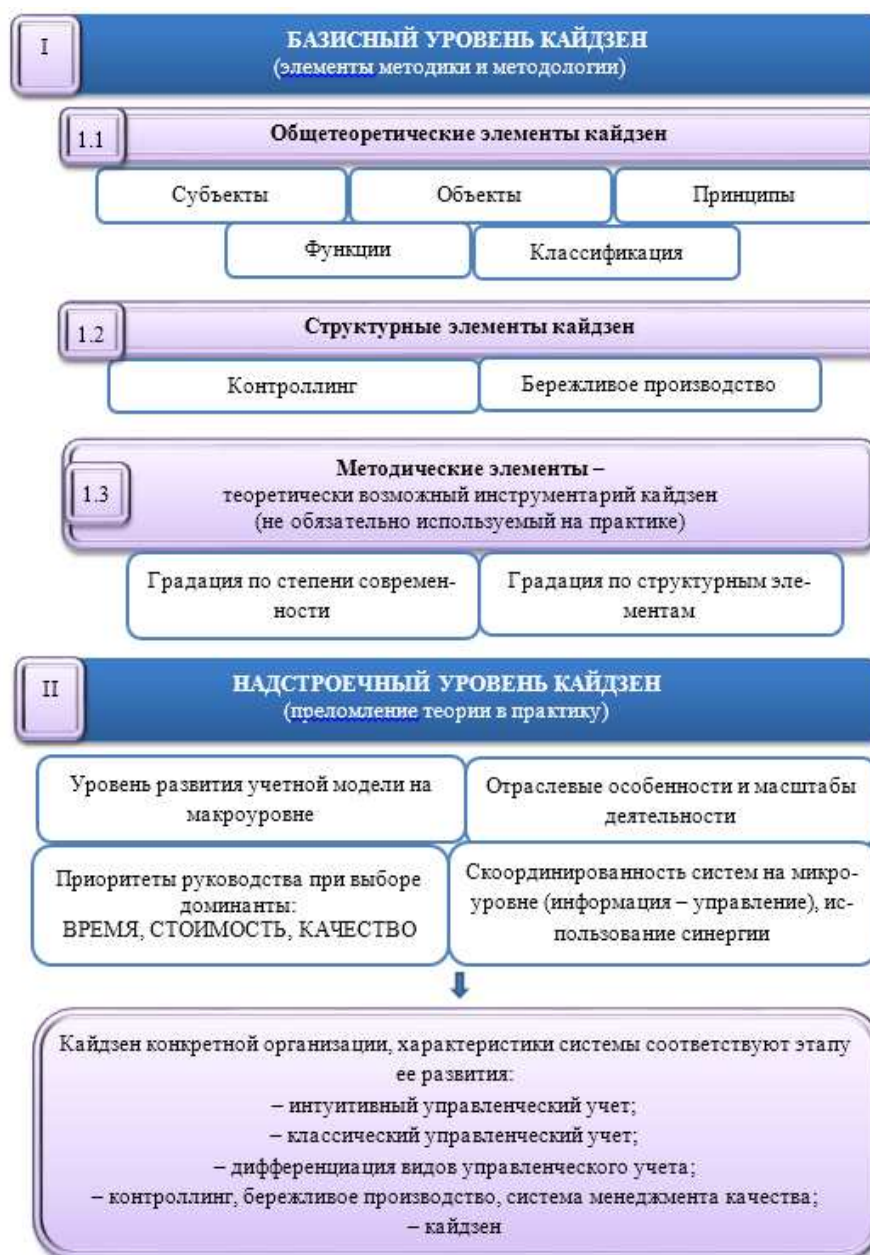 I
БАЗИСНЫЙ УРОВЕНЬ КАЙДЗЕН
(элементы методики и методологии)
1.1
Общетеоретические элементы кайдзен
Субъекты
Объекты
Принципы
Функции
Классификация
1.2
Структурные элементы кайдзен
Контроллинг
Бережливое производство
1.3
Методические элементы –
теоретически возможный инструментарий кайдзен
(не обязательно используемый на практике)
Градация по степени современ-
ности
Градация по структурным эле-
ментам
II
НАДСТРОЕЧНЫЙ УРОВЕНЬ КАЙДЗЕН
(преломление теории в практику)
Уровень развития учетной модели на
макроуровне
Отраслевые особенности и масштабы
деятельности
Приоритеты руководства при выборе
доминанты:
ВРЕМЯ, СТОИМОСТЬ, КАЧЕСТВО
Скоординированность систем на микро-
уровне (информация – управление), ис-
пользование синергии
Кайдзен конкретной организации, характеристики системы соответствуют этапу
ее развития:
– интуитивный управленческий учет;
– классический управленческий учет;
– дифференциация видов управленческого учета;
– контроллинг, бережливое производство, система менеджмента качества;
– кайдзен